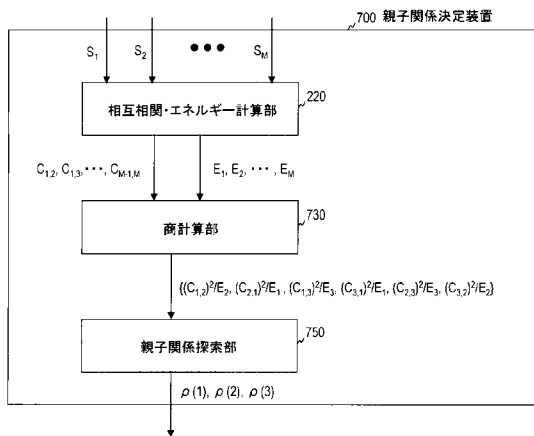 700 親子関係決定装置
S1 S2 ●●● SM
220
相互相関・エネルギー計算部
C1,2, C1,3,・・・, CM-1,M E1, E2, ・・・, EM
730
商計算部
{(C1,2)²/E2, (C2,1)²/E1, (C1,3)²/E3, (C3,1)²/E1, (C2,3)²/E3, (C3,2)²/E2}
750
親子関係探索部
ρ(1), ρ(2), ρ(3)